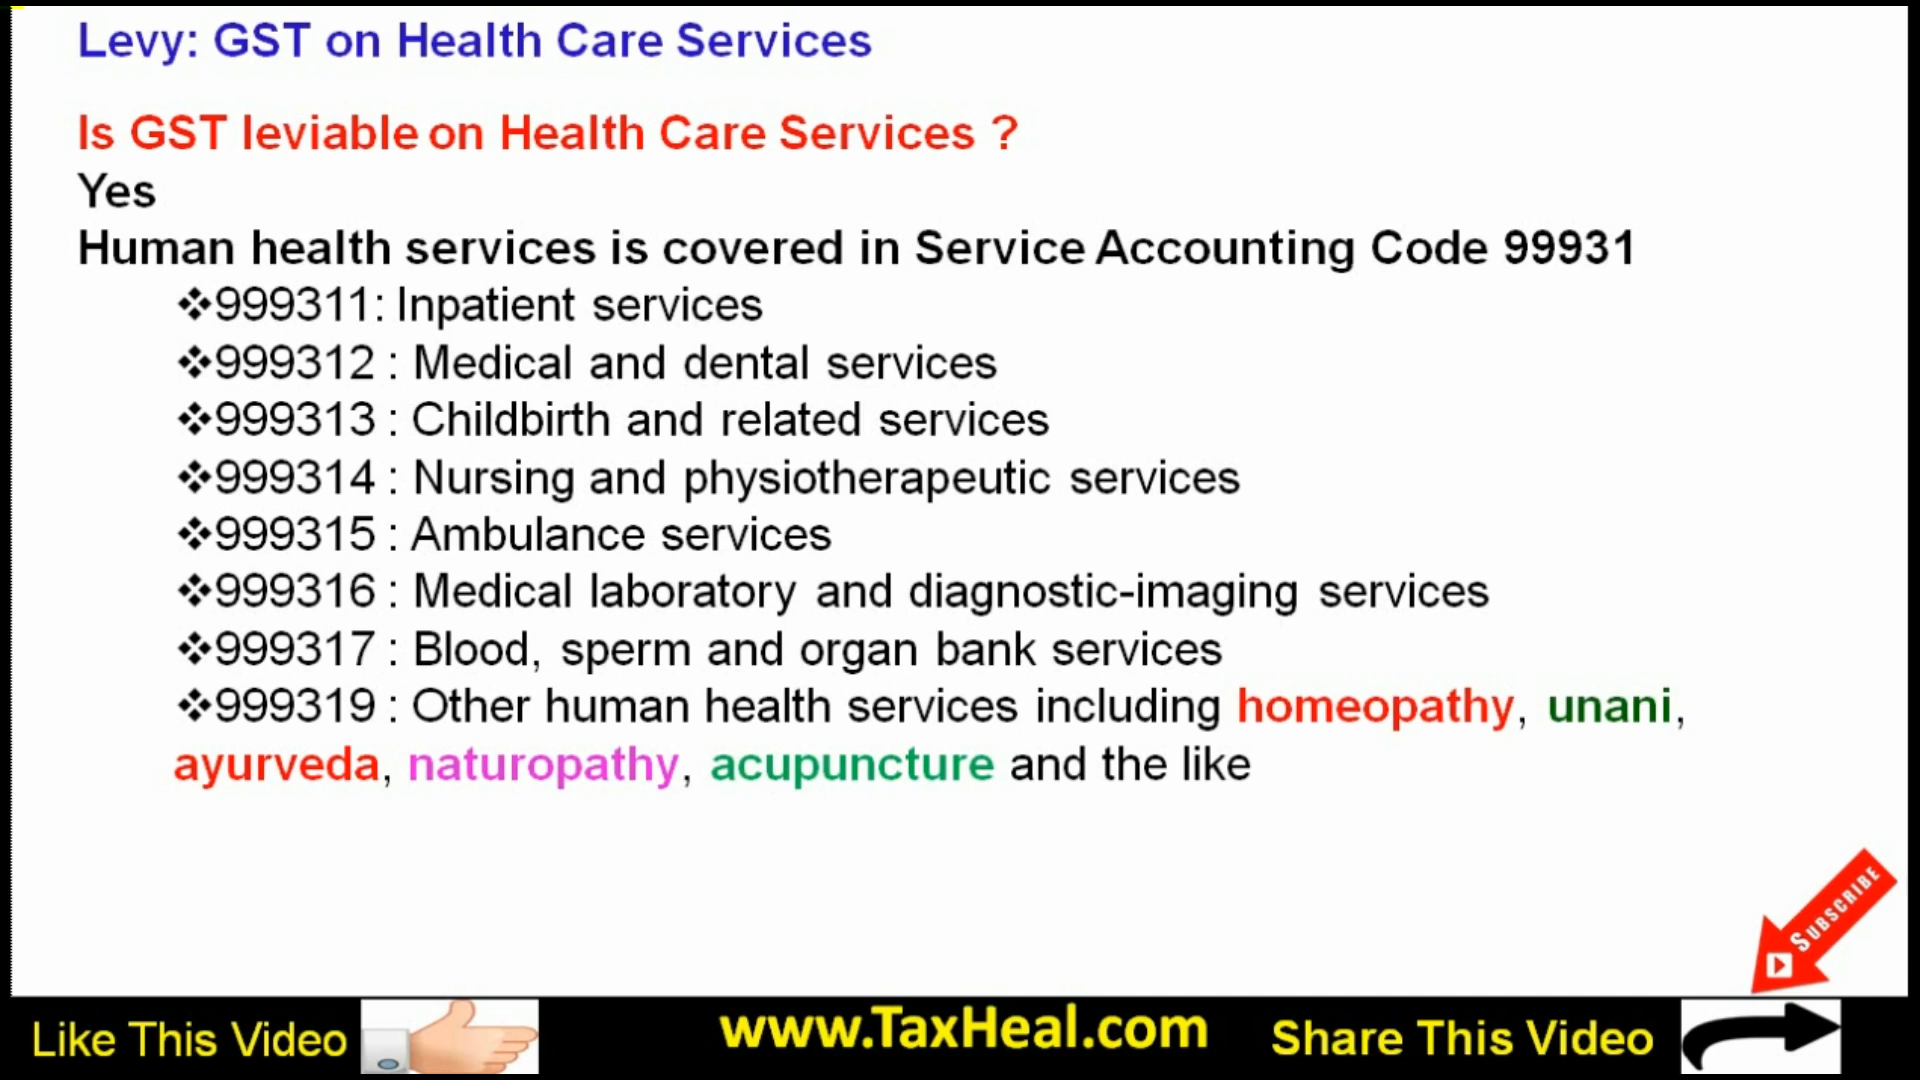 Levy: GST on Health Care Services
Is GST leviable on Health Care Services ?
Yes
Human health services is covered in Service Accounting Code 99931
❖999311: Inpatient services
❖999312 : Medical and dental services
❖999313 : Childbirth and related services
❖999314 : Nursing and physiotherapeutic services
❖999315 : Ambulance services
❖999316 : Medical laboratory and diagnostic-imaging services
❖999317 : Blood, sperm and organ bank services
❖999319 : Other human health services including homeopathy, unani,
ayurveda, naturopathy, acupuncture and the like
SUBSCRIBE
Like This Video
www.TaxHeal.com
Share This Video